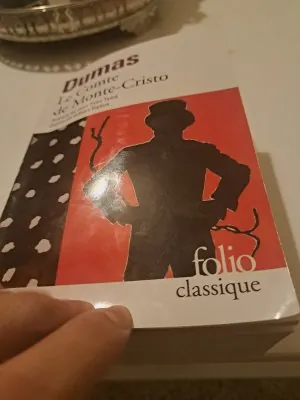 Dumas
Le Comte
de Monte-Cristo
folio
classique